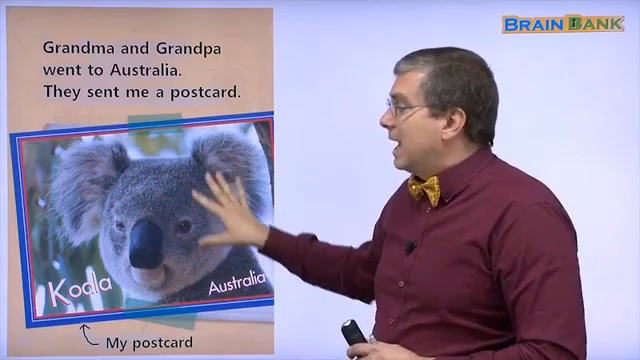 BRAIN BANK
Grandma and Grandpa
went to Australia.
They sent me a postcard.
Koala
Australia
My postcard